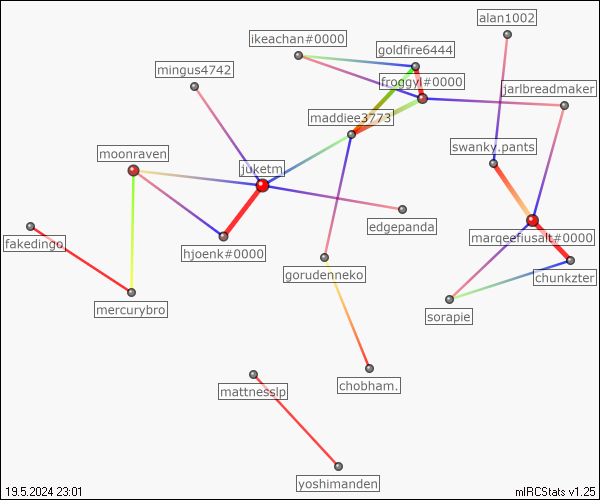 alan1002
ikeachan#0000
goldfire6444
mingus4742
froggyl#0000
jarlbreadmaker
maddiee3773
swanky.pants
moonraven
juketm
edgepanda
marqeefiusalt#0000
fakedingo
hjoenk#0000
gorudenneko
chunkzter
mercurybro
sorapie
chobham.
mattnesslp
yoshimanden
19.5.2024 23:01
mIRCStats v1.25